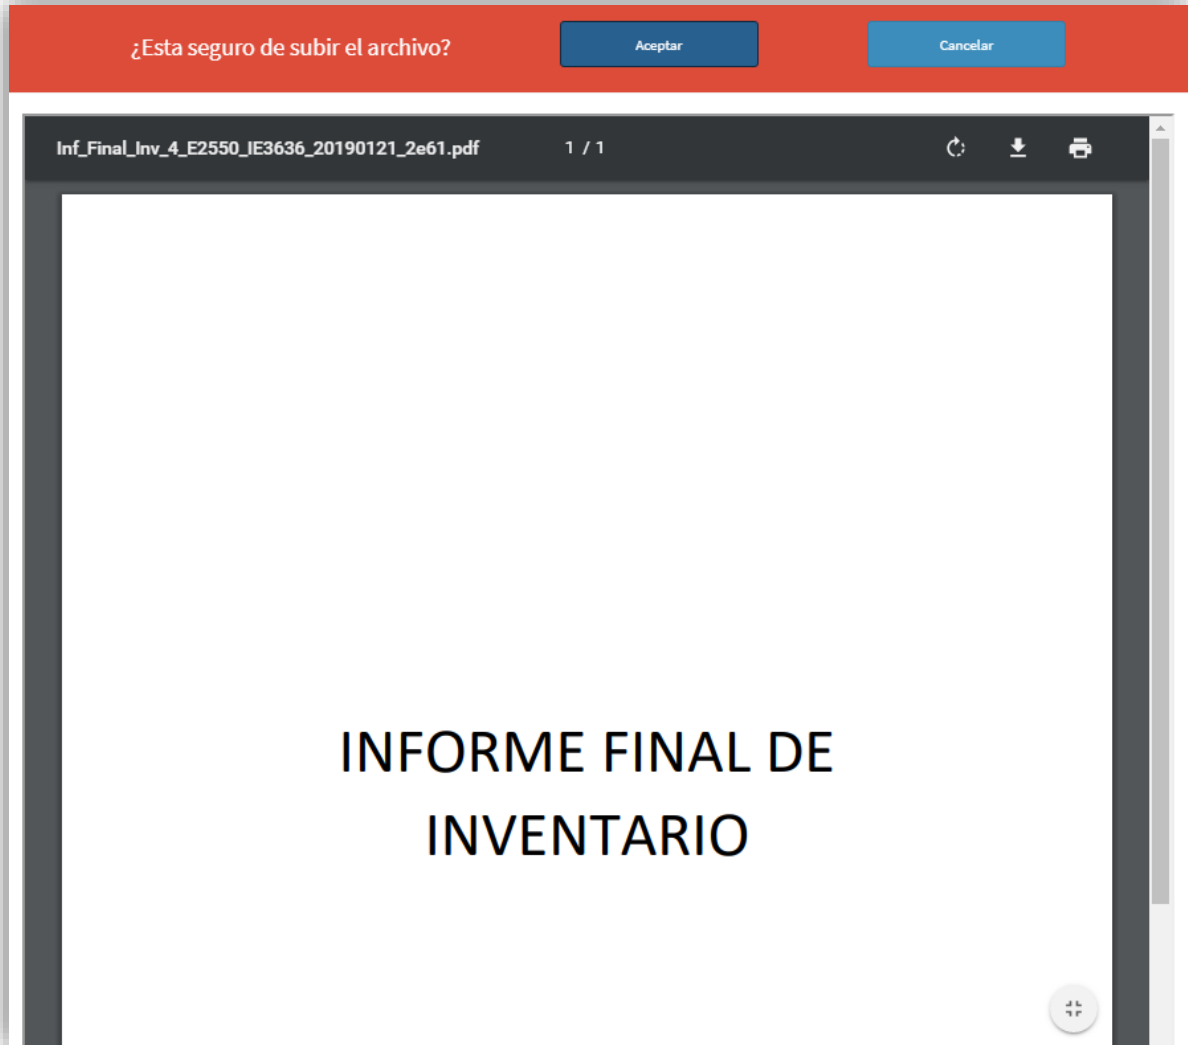 ¿Esta seguro de subir el archivo? Aceptar Cancelar
Inf_Final_Inv_4_E2550_IE3636_20190121_2e61.pdf 1 / 1
INFORME FINAL DE
INVENTARIO